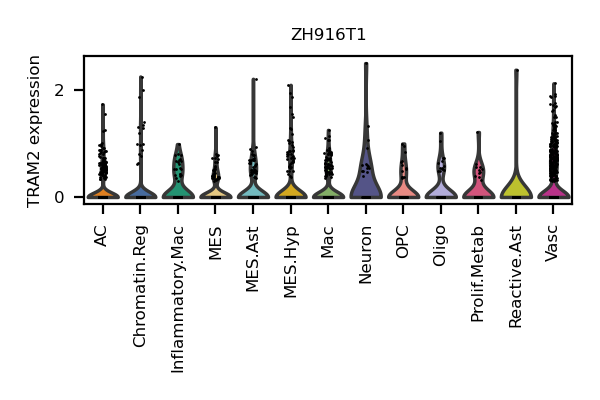 ZH916T1
TRAM2 expression
2
0
AC
Chromatin.Reg
Inflammatory.Mac
MES
MES.Ast
MES.Hyp
Mac
Neuron
OPC
Oligo
Prolif.Metab
Reactive.Ast
Vasc